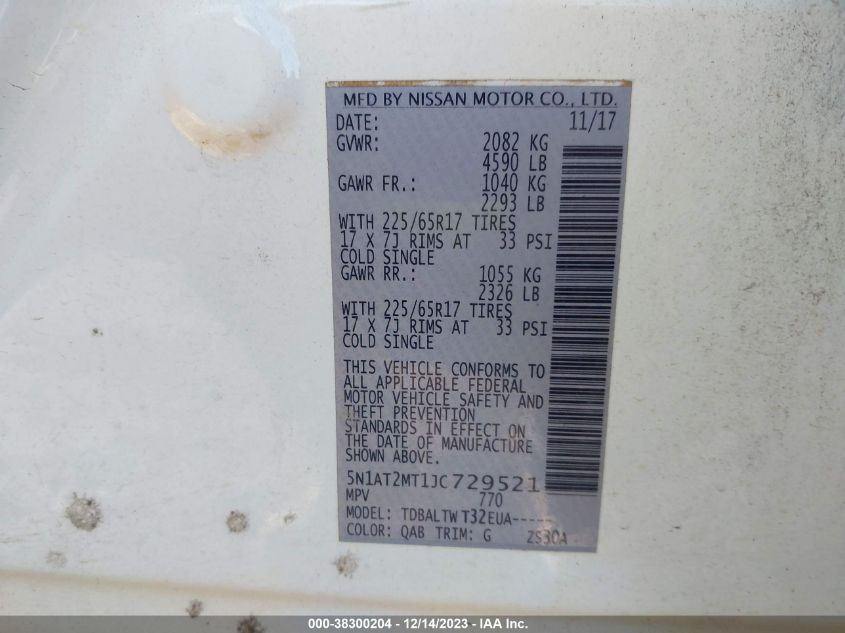 MFD BY NISSAN MOTOR CO., LTD.
DATE: 11/17
GVWR: 2082 KG
4590 LB
GAWR FR.: 1040 KG
2293 LB
WITH 225/65R17 TIRES
17 X 7J RIMS AT 33 PSI
COLD SINGLE
GAWR RR.: 1055 KG
2326 LB
WITH 225/65R17 TIRES
17 X 7J RIMS AT 33 PSI
COLD SINGLE
THIS VEHICLE CONFORMS TO
ALL APPLICABLE FEDERAL
MOTOR VEHICLE SAFETY AND
THEFT PREVENTION
STANDARDS IN EFFECT ON
THE DATE OF MANUFACTURE
SHOWN ABOVE.
5N1AT2MT1JC729521
MPV 770
MODEL: TDBALTW T32EUA-----
COLOR: QAB TRIM: G ZS30A
000-38300204 - 12/14/2023 - IAA Inc.